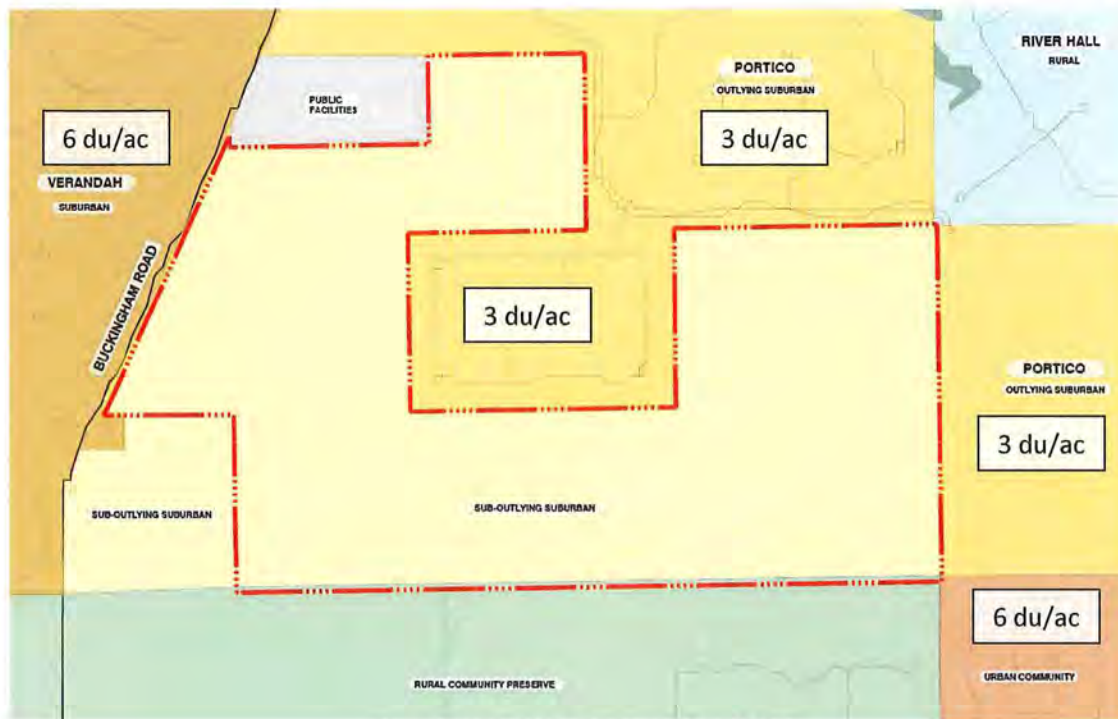 RIVER HALL
RURAL
PORTICO
OUTLYING SUBURBAN
PUBLIC
FACILITIES
6 du/ac
3 du/ac
VERANDAH
SUBURBAN
BUCKINGHAM ROAD
3 du/ac
PORTICO
OUTLYING SUBURBAN
3 du/ac
SUB-OUTLYING SUBURBAN
SUB-OUTLYING SUBURBAN
6 du/ac
URBAN COMMUNITY
RURAL COMMUNITY PRESERVE